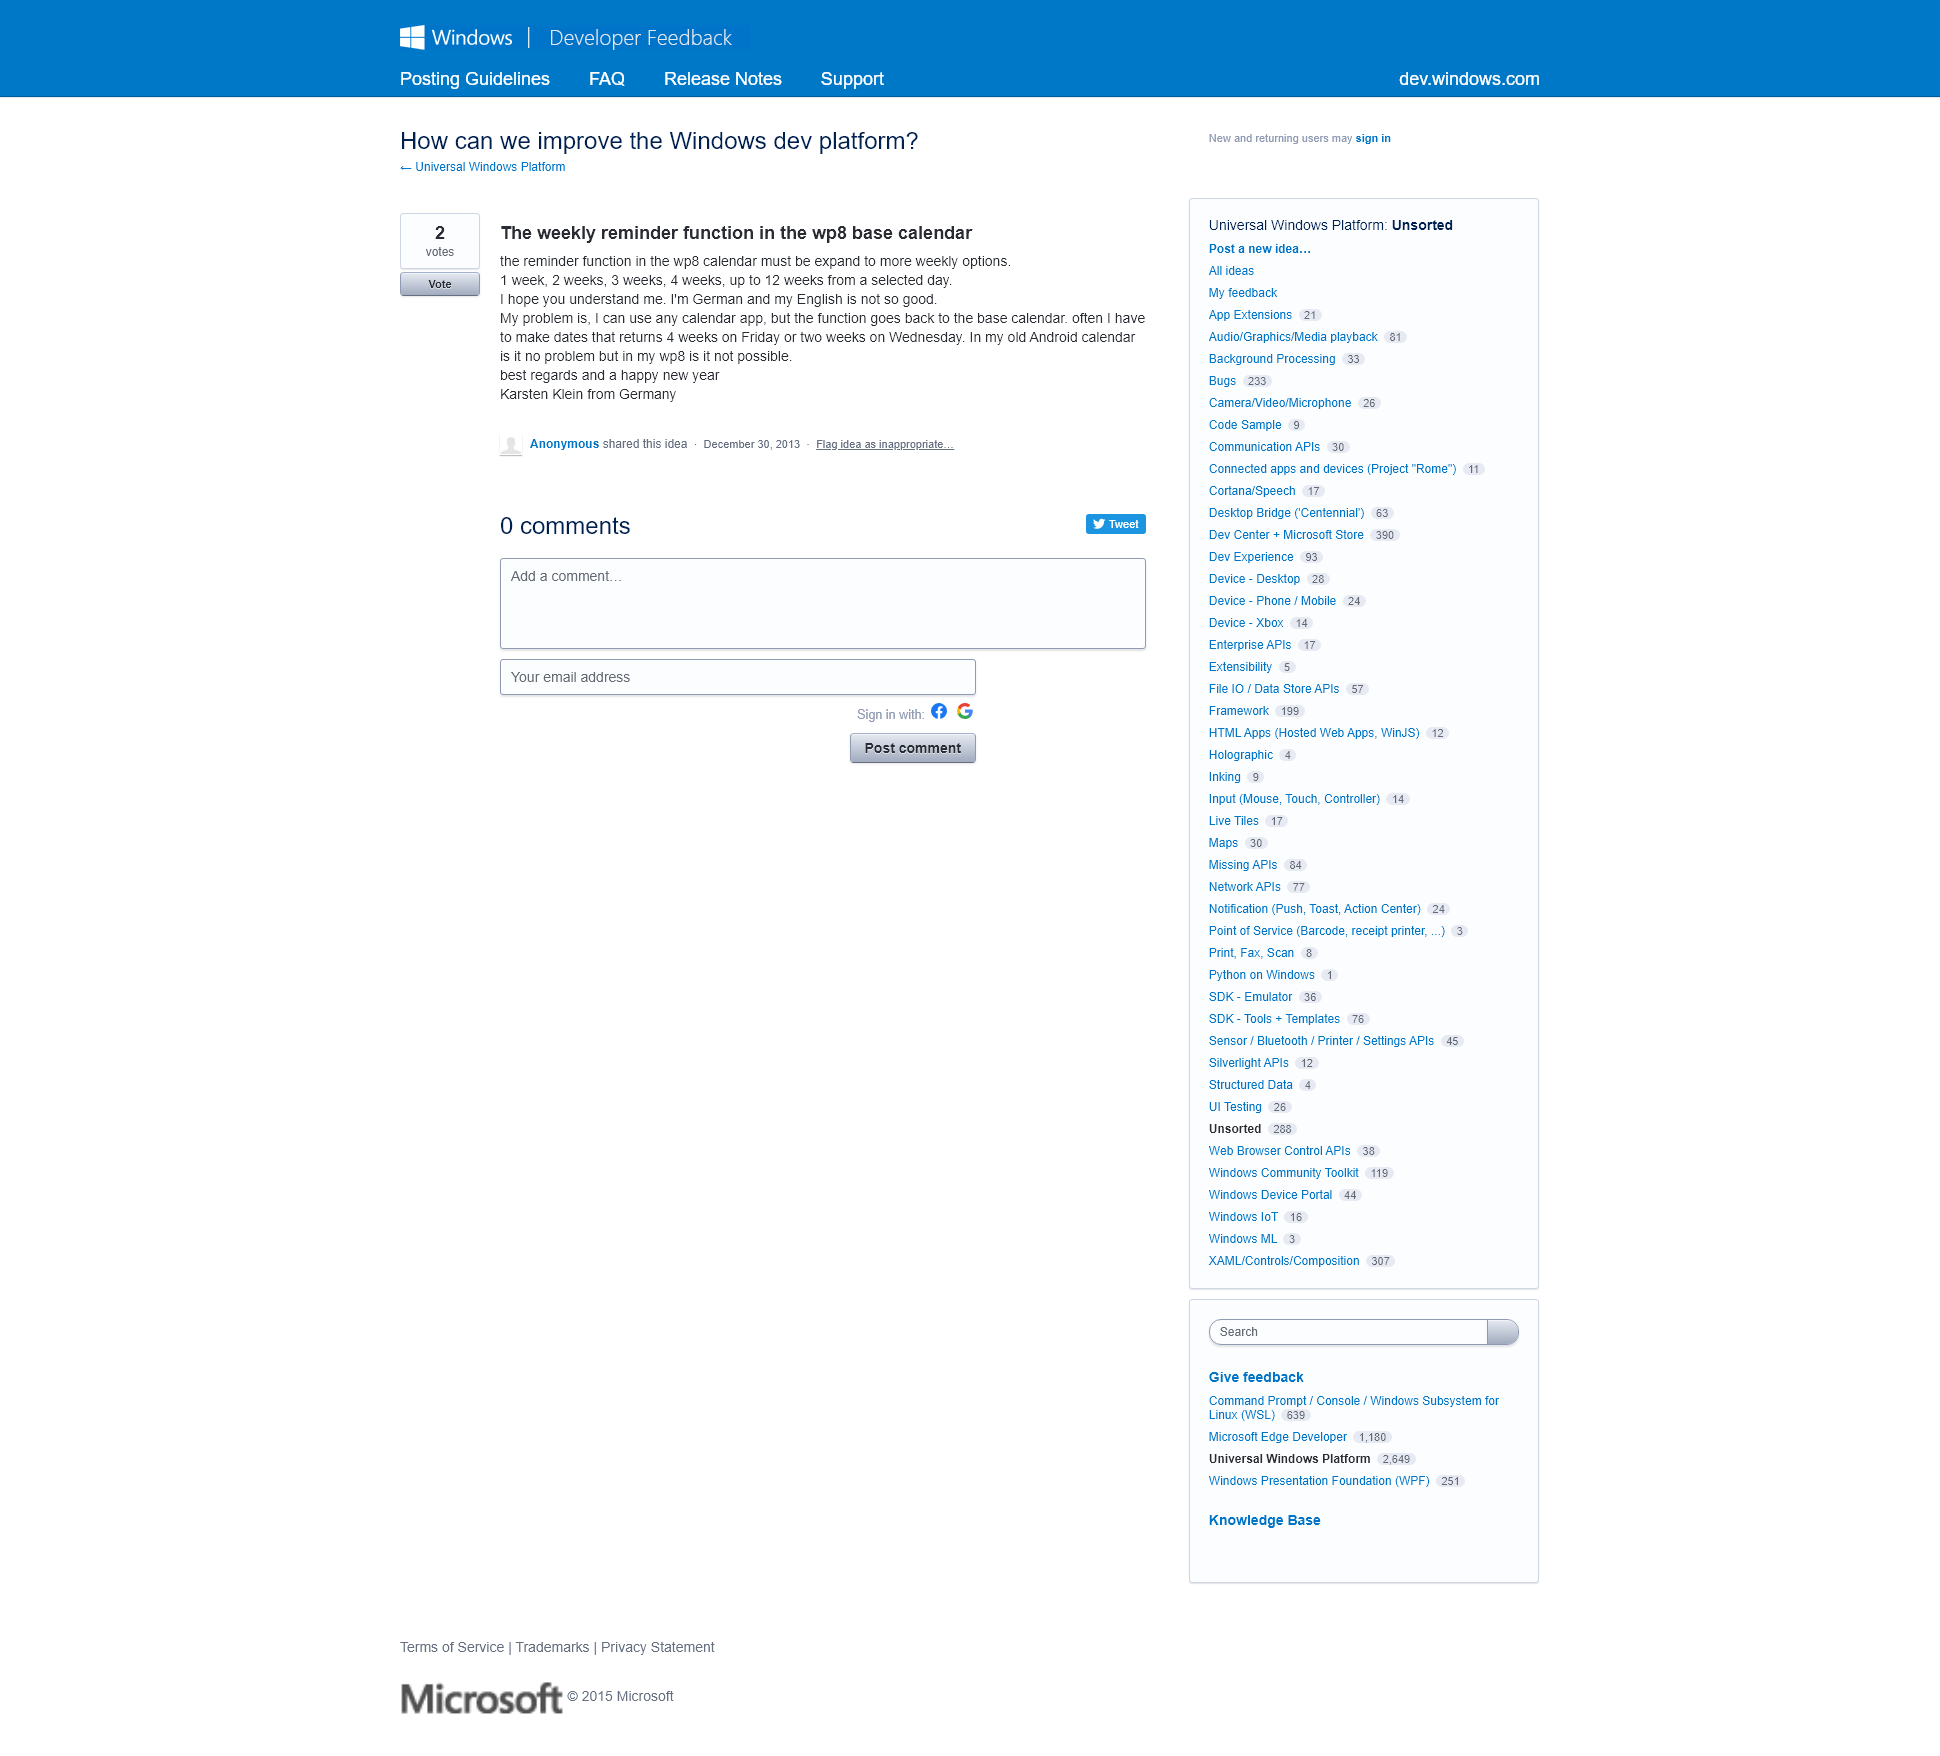 Windows | Developer Feedback
Posting Guidelines FAQ Release Notes Support dev.windows.com
How can we improve the Windows dev platform?
← Universal Windows Platform
New and returning users may sign in
2
votes
Vote
The weekly reminder function in the wp8 base calendar
the reminder function in the wp8 calendar must be expand to more weekly options.
1 week, 2 weeks, 3 weeks, 4 weeks, up to 12 weeks from a selected day.
I hope you understand me. I'm German and my English is not so good.
My problem is, I can use any calendar app, but the function goes back to the base calendar. often I have
to make dates that returns 4 weeks on Friday or two weeks on Wednesday. In my old Android calendar
is it no problem but in my wp8 is it not possible.
best regards and a happy new year
Karsten Klein from Germany
Anonymous shared this idea · December 30, 2013 · Flag idea as inappropriate…
0 comments
Tweet
Add a comment…
Your email address
Sign in with:
Post comment
Universal Windows Platform: Unsorted
Post a new idea…
All ideas
My feedback
App Extensions 21
Audio/Graphics/Media playback 81
Background Processing 33
Bugs 233
Camera/Video/Microphone 26
Code Sample 9
Communication APIs 30
Connected apps and devices (Project "Rome") 11
Cortana/Speech 17
Desktop Bridge ('Centennial') 63
Dev Center + Microsoft Store 390
Dev Experience 93
Device - Desktop 28
Device - Phone / Mobile 24
Device - Xbox 14
Enterprise APIs 17
Extensibility 5
File IO / Data Store APIs 57
Framework 199
HTML Apps (Hosted Web Apps, WinJS) 12
Holographic 4
Inking 9
Input (Mouse, Touch, Controller) 14
Live Tiles 17
Maps 30
Missing APIs 84
Network APIs 77
Notification (Push, Toast, Action Center) 24
Point of Service (Barcode, receipt printer, ...) 3
Print, Fax, Scan 8
Python on Windows 1
SDK - Emulator 36
SDK - Tools + Templates 76
Sensor / Bluetooth / Printer / Settings APIs 45
Silverlight APIs 12
Structured Data 4
UI Testing 26
Unsorted 288
Web Browser Control APIs 38
Windows Community Toolkit 119
Windows Device Portal 44
Windows IoT 16
Windows ML 3
XAML/Controls/Composition 307
Search
Give feedback
Command Prompt / Console / Windows Subsystem for
Linux (WSL) 639
Microsoft Edge Developer 1,180
Universal Windows Platform 2,649
Windows Presentation Foundation (WPF) 251
Knowledge Base
Terms of Service | Trademarks | Privacy Statement
Microsoft © 2015 Microsoft